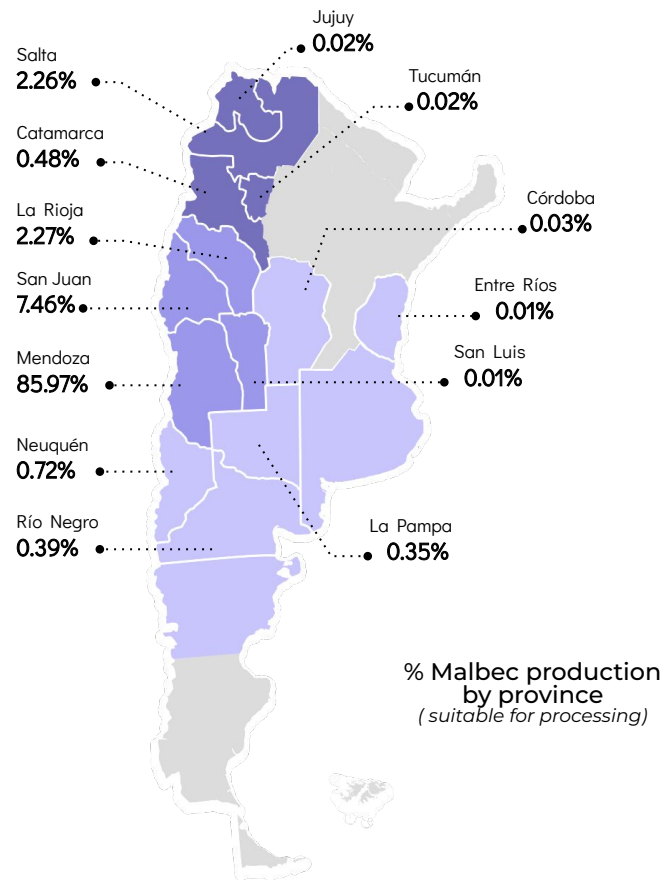 Jujuy
0.02%
Salta
2.26%
Tucumán
0.02%
Catamarca
0.48%
Córdoba
0.03%
La Rioja
2.27%
San Juan
7.46%
Entre Ríos
0.01%
San Luis
0.01%
Mendoza
85.97%
Neuquén
0.72%
Río Negro
0.39%
La Pampa
0.35%
% Malbec production
by province
( suitable for processing)